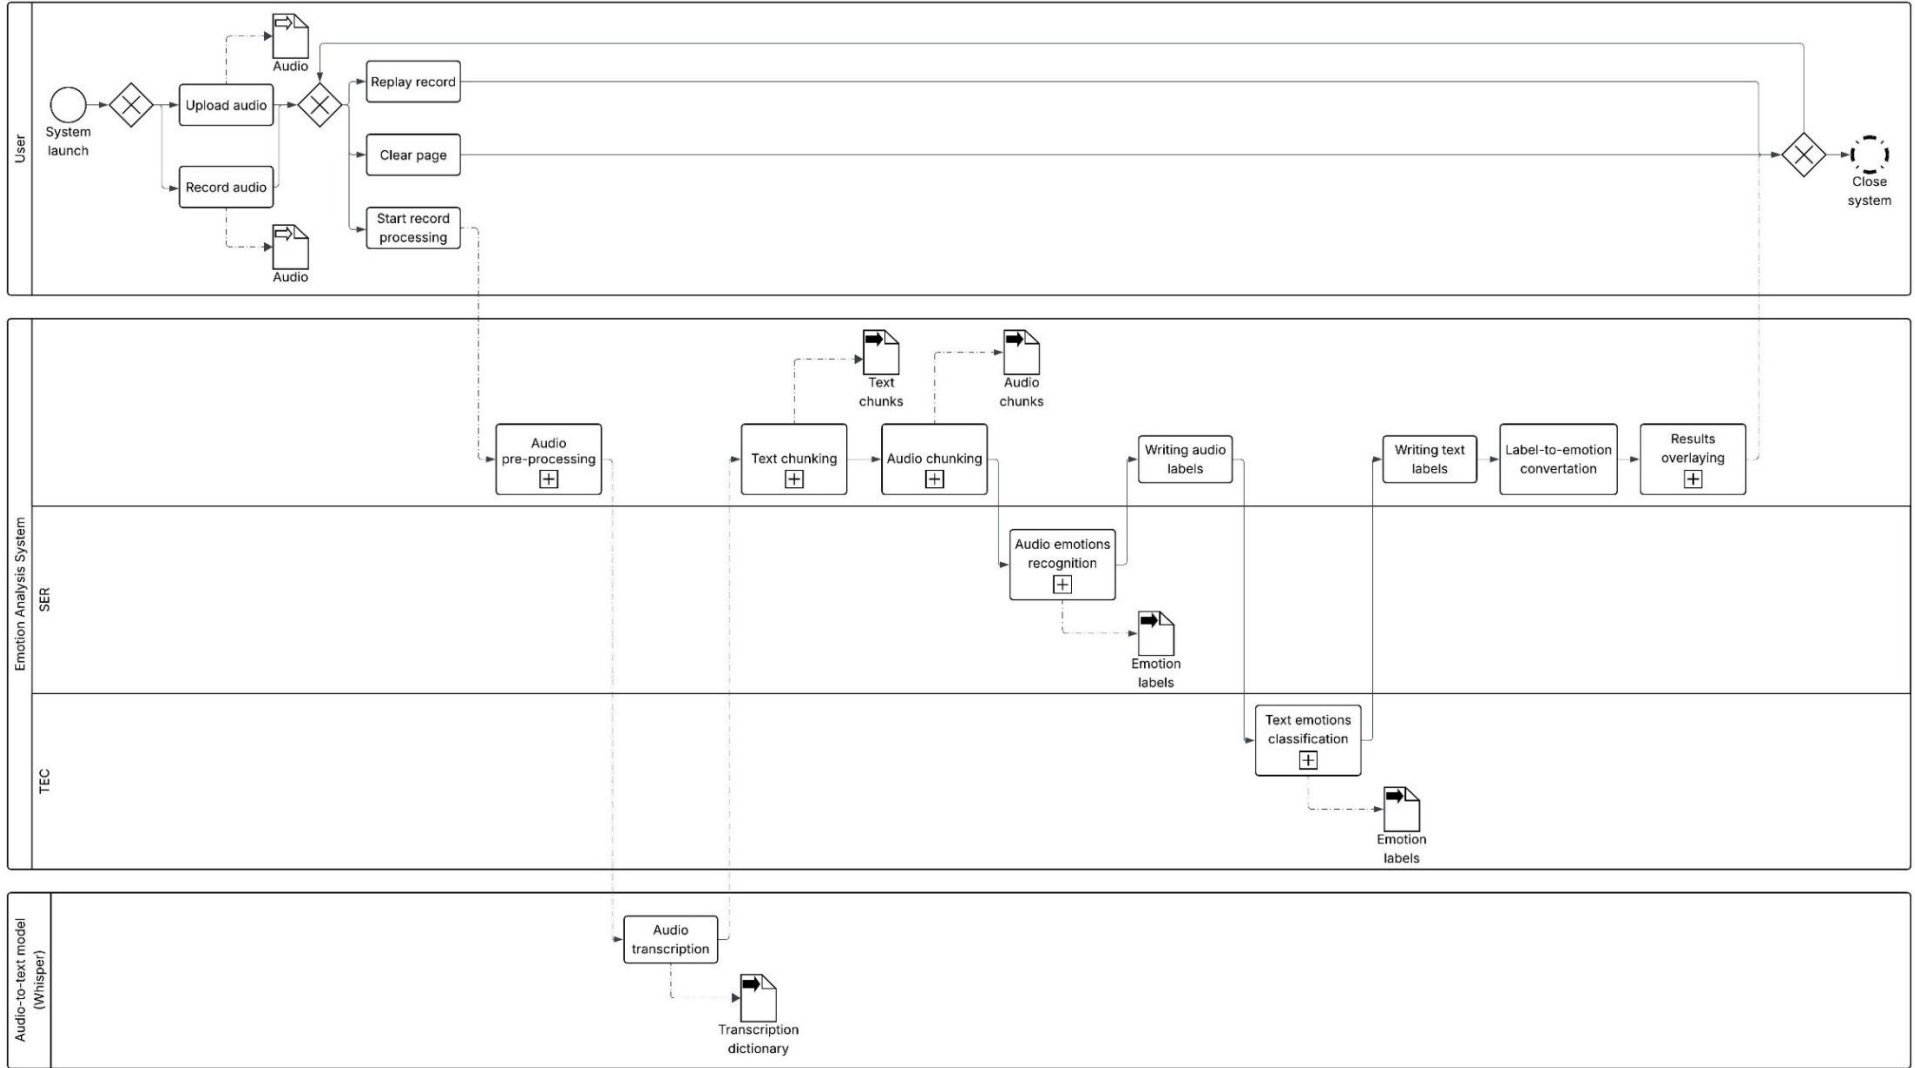 User
System
launch
Upload audio
Audio
Record audio
Audio
Replay record
Clear page
Start record
processing
Close
system
Emotion Analysis System
Audio
pre-processing
Text chunking
Text
chunks
Audio chunking
Audio
chunks
Writing audio
labels
Writing text
labels
Label-to-emotion
convertation
Results
overlaying
SER
Audio emotions
recognition
Emotion
labels
TEC
Text emotions
classification
Emotion
labels
Audio-to-text model
(Whisper)
Audio
transcription
Transcription
dictionary